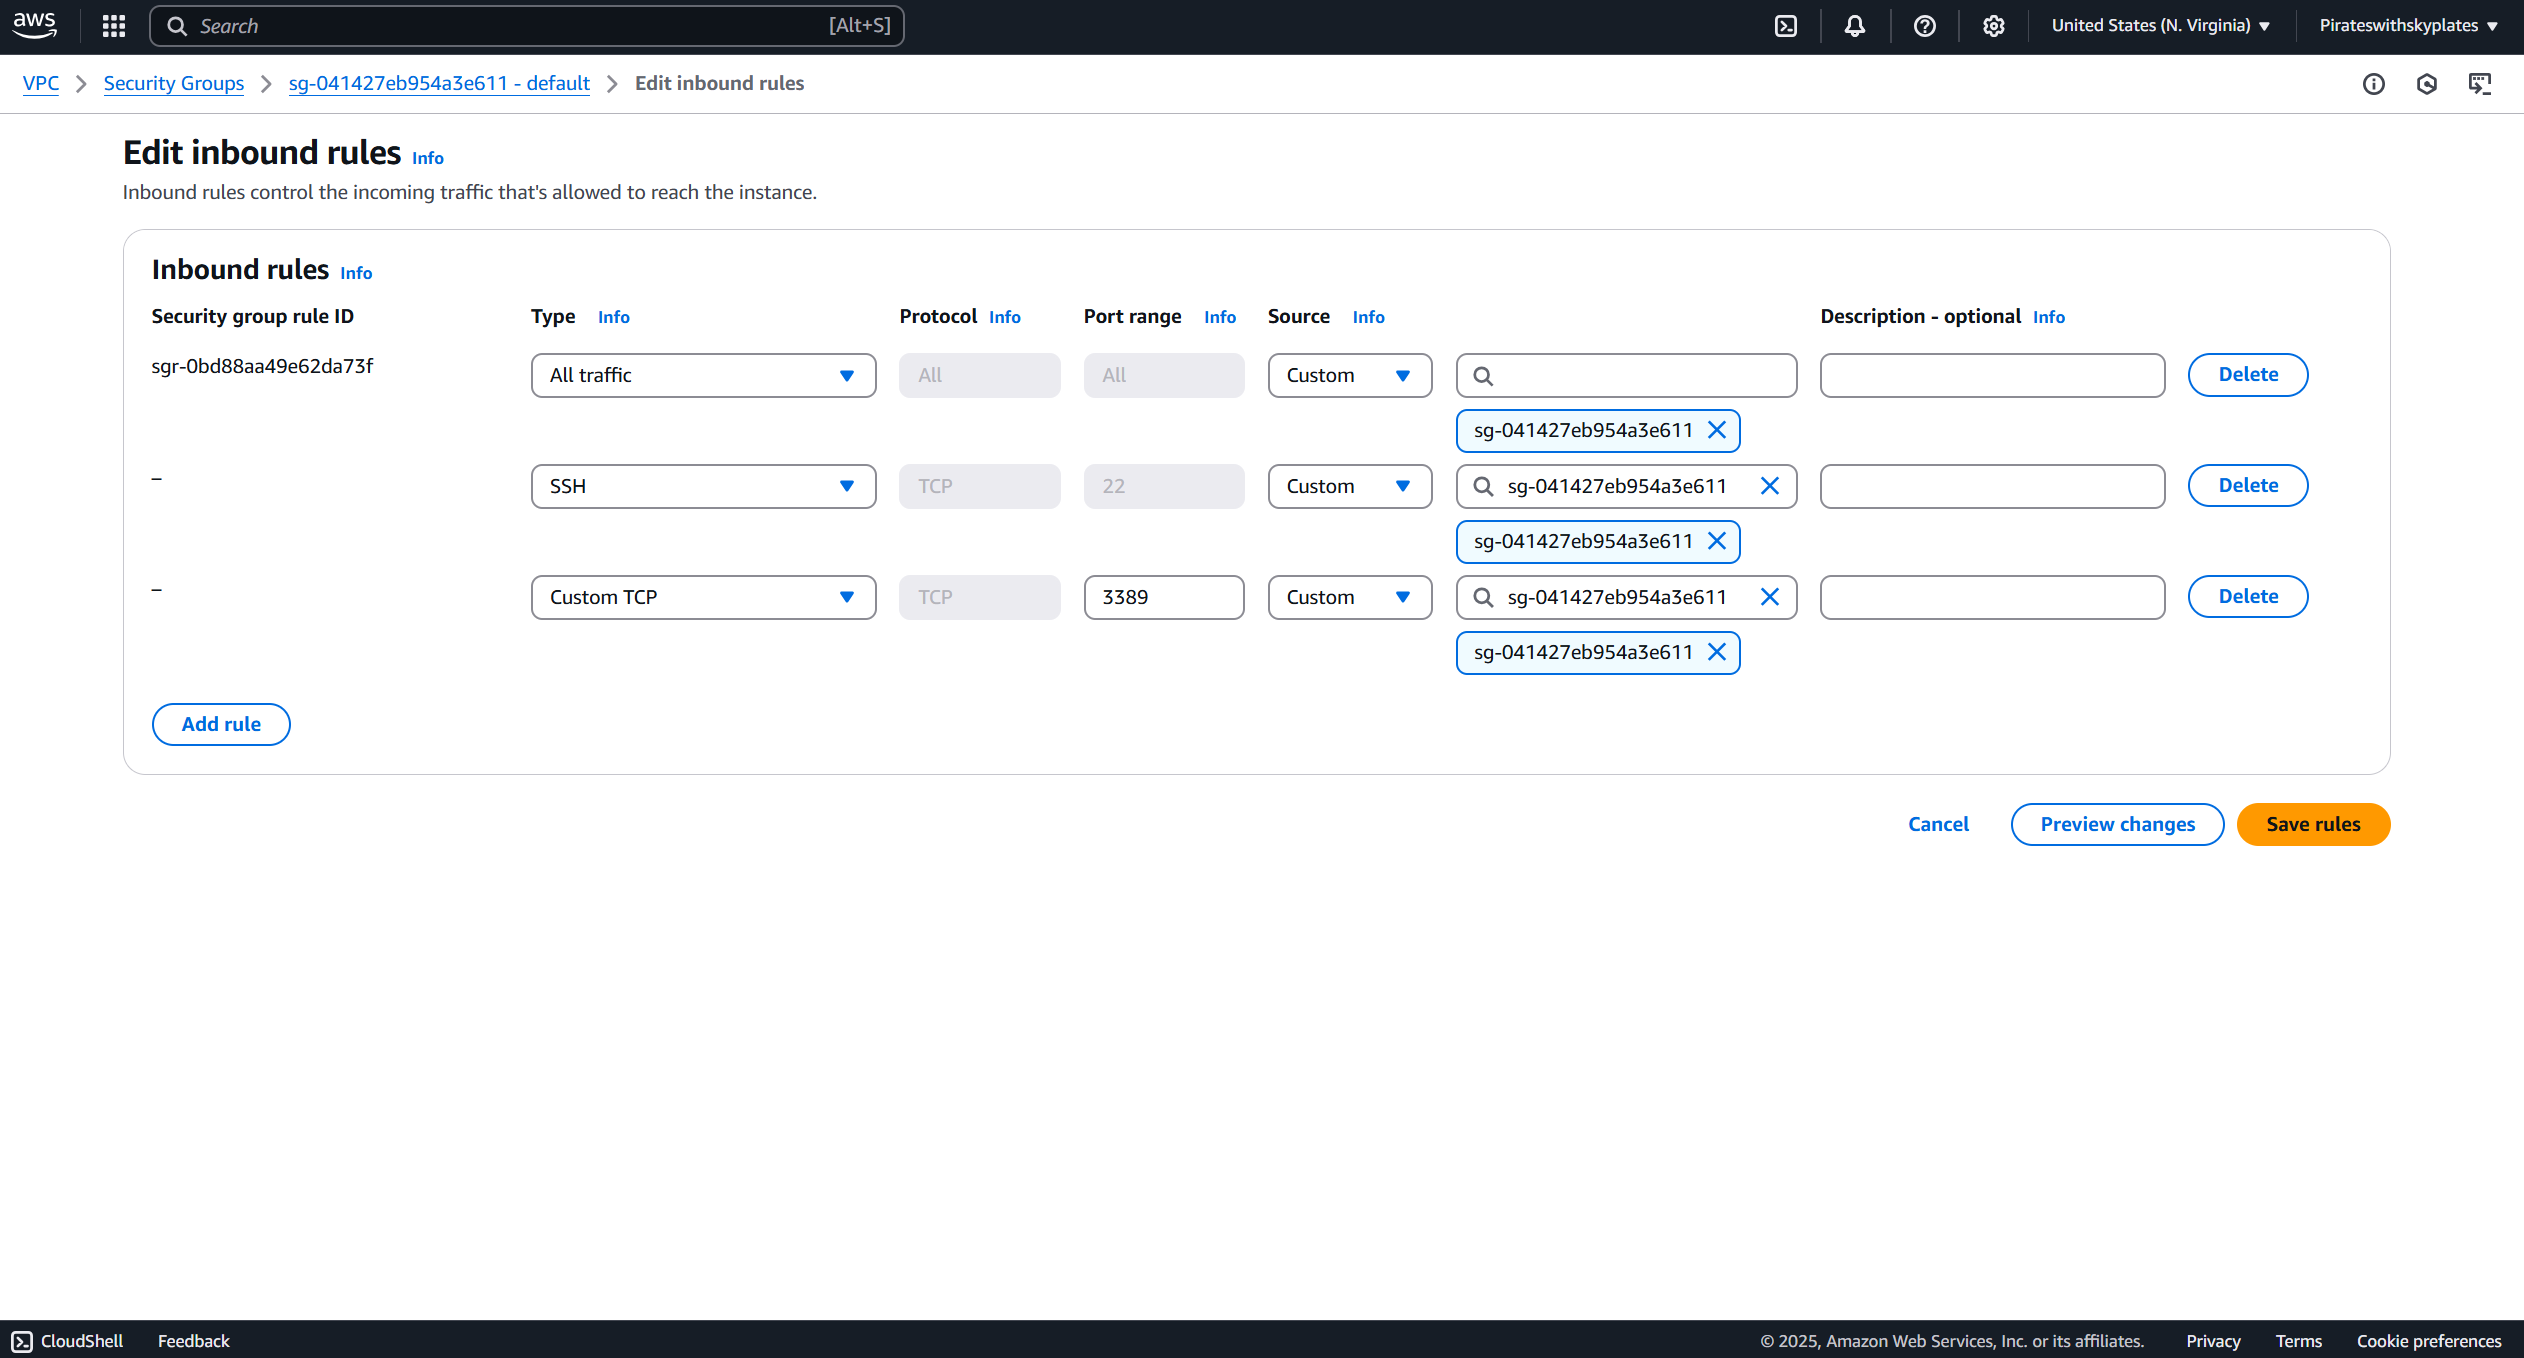 aws Search [Alt+S] United States (N. Virginia) Pirateswithskyplates
VPC Security Groups sg-041427eb954a3e611 - default Edit inbound rules
Edit inbound rules Info
Inbound rules control the incoming traffic that's allowed to reach the instance.
Inbound rules Info
Security group rule ID Type Info Protocol Info Port range Info Source Info Description - optional Info
sgr-0bd88aa49e62da73f All traffic All All Custom Delete
sg-041427eb954a3e611
– SSH TCP 22 Custom sg-041427eb954a3e611 Delete
sg-041427eb954a3e611
– Custom TCP TCP 3389 Custom sg-041427eb954a3e611 Delete
sg-041427eb954a3e611
Add rule
Cancel Preview changes Save rules
CloudShell Feedback © 2025, Amazon Web Services, Inc. or its affiliates. Privacy Terms Cookie preferences